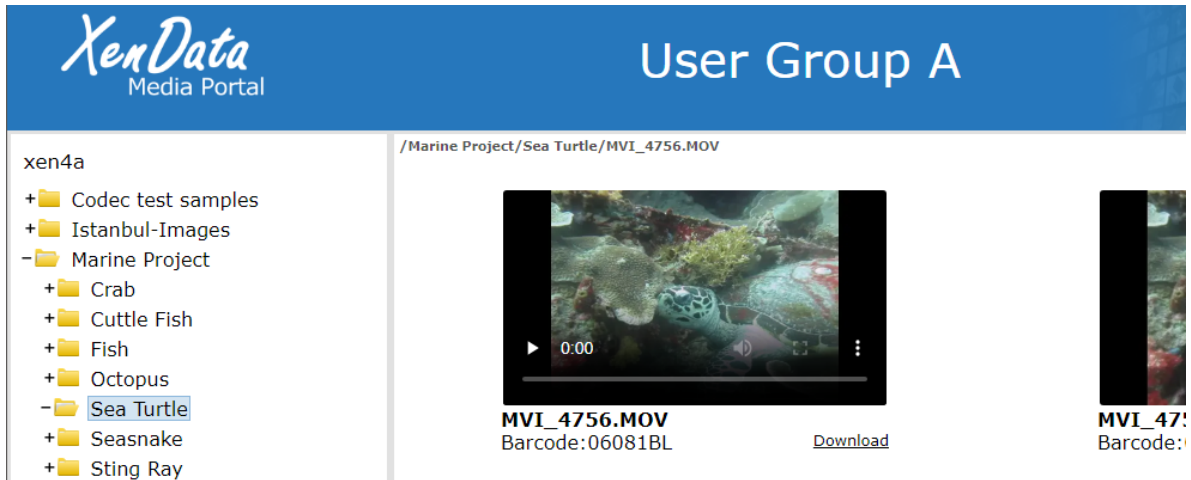 XenData
Media Portal
User Group A
xen4a
+ Codec test samples
+ Istanbul-Images
- Marine Project
+ Crab
+ Cuttle Fish
+ Fish
+ Octopus
- Sea Turtle
+ Seasnake
+ Sting Ray
/Marine Project/Sea Turtle/MVI_4756.MOV
0:00
MVI_4756.MOV
Barcode:06081BL
Download
Barcode: